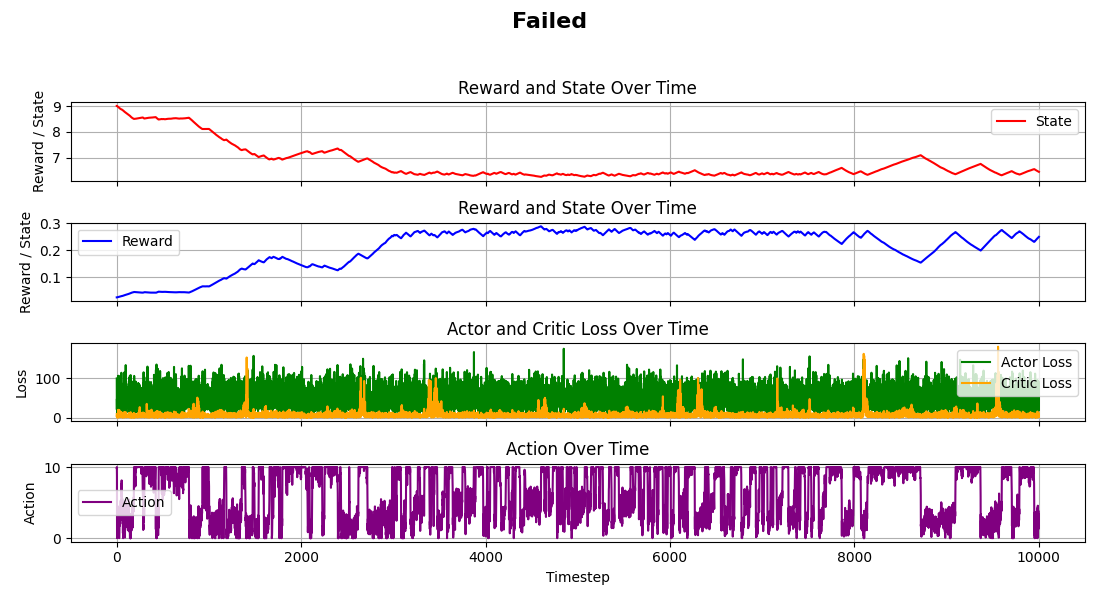 Failed
Reward and State Over Time
Reward / State
9
8
7
State
Reward and State Over Time
Reward / State
0.3
0.2
0.1
Reward
Actor and Critic Loss Over Time
Loss
100
0
Actor Loss
Critic Loss
Action Over Time
Action
10
0
Action
0 2000 4000 6000 8000 10000
Timestep